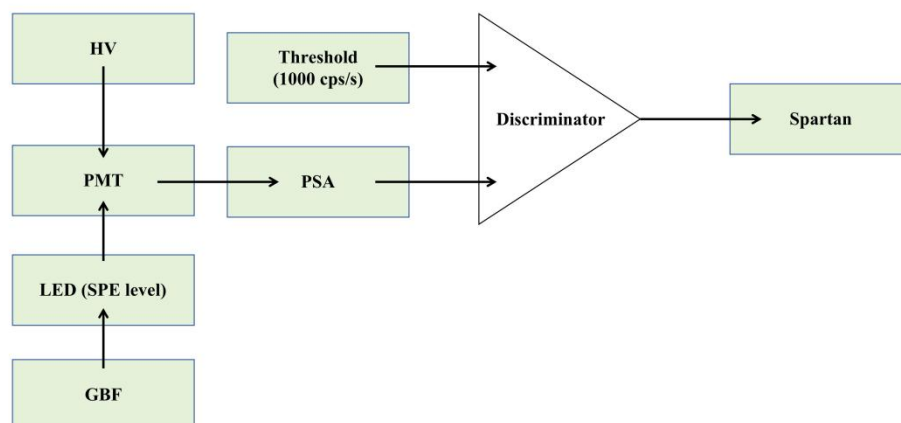 HV
Threshold
(1000 cps/s)
Discriminator
Spartan
PMT
PSA
LED (SPE level)
GBF